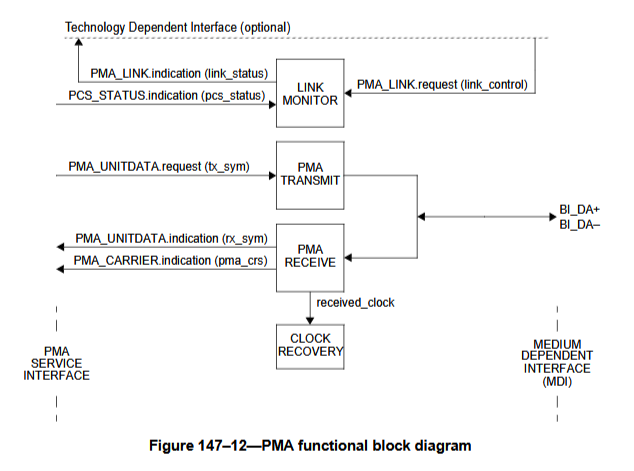 Technology Dependent Interface (optional)
PMA_LINK.indication (link_status)
PCS_STATUS.indication (pcs_status)
LINK
MONITOR
PMA_LINK.request (link_control)
PMA_UNITDATA.request (tx_sym)
PMA
TRANSMIT
BI_DA+
BI_DA–
PMA_UNITDATA.indication (rx_sym)
PMA_CARRIER.indication (pma_crs)
PMA
RECEIVE
received_clock
CLOCK
RECOVERY
PMA
SERVICE
INTERFACE
MEDIUM
DEPENDENT
INTERFACE
(MDI)
Figure 147–12—PMA functional block diagram